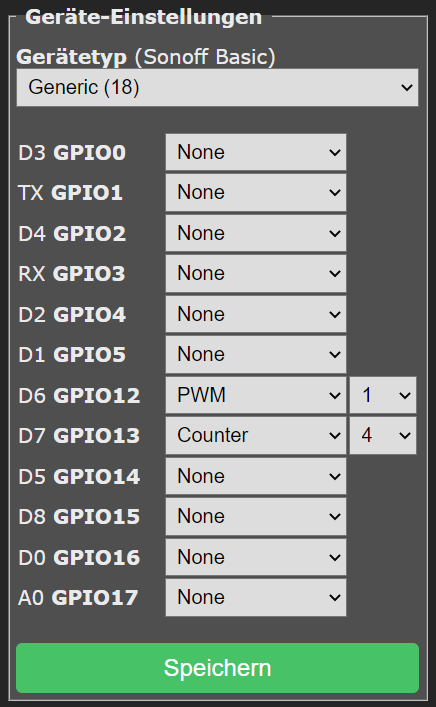 Geräte-Einstellungen
Gerätetyp (Sonoff Basic)
Generic (18)
D3 GPIO0 None
TX GPIO1 None
D4 GPIO2 None
RX GPIO3 None
D2 GPIO4 None
D1 GPIO5 None
D6 GPIO12 PWM 1
D7 GPIO13 Counter 4
D5 GPIO14 None
D8 GPIO15 None
D0 GPIO16 None
A0 GPIO17 None
Speichern